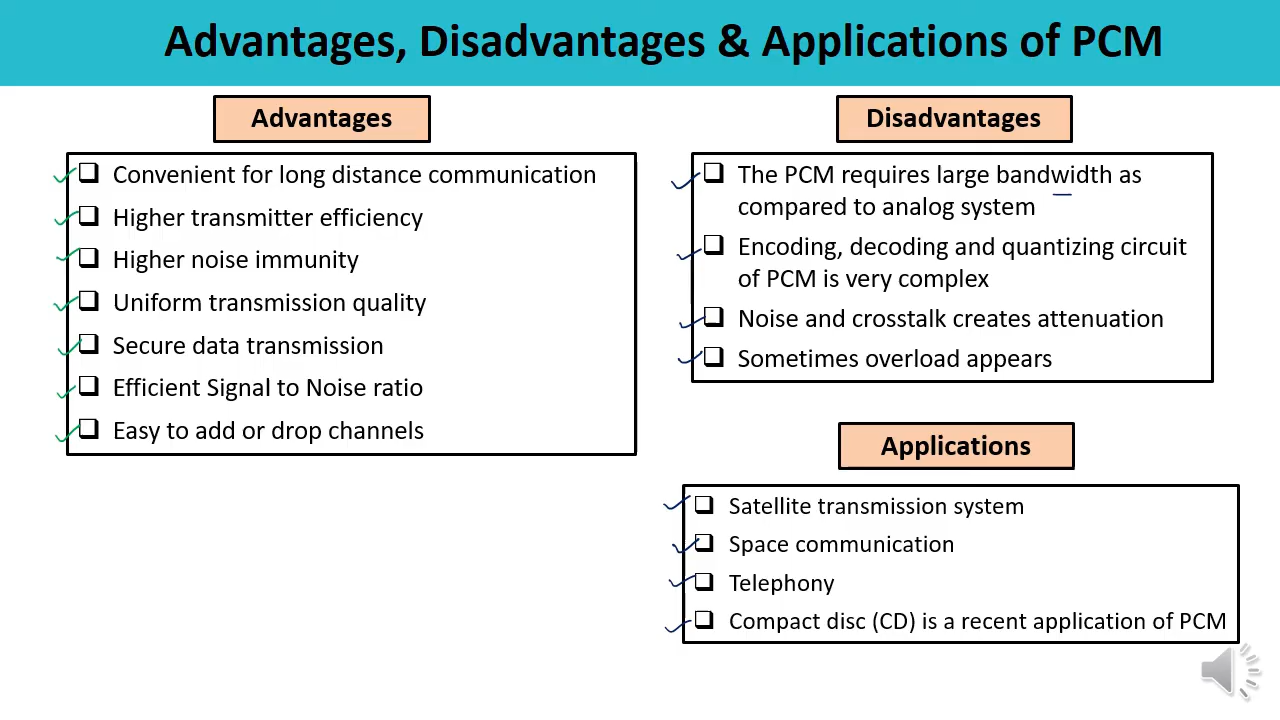 Advantages, Disadvantages & Applications of PCM
Advantages
Convenient for long distance communication
Higher transmitter efficiency
Higher noise immunity
Uniform transmission quality
Secure data transmission
Efficient Signal to Noise ratio
Easy to add or drop channels
Disadvantages
The PCM requires large bandwidth as
compared to analog system
Encoding, decoding and quantizing circuit
of PCM is very complex
Noise and crosstalk creates attenuation
Sometimes overload appears
Applications
Satellite transmission system
Space communication
Telephony
Compact disc (CD) is a recent application of PCM